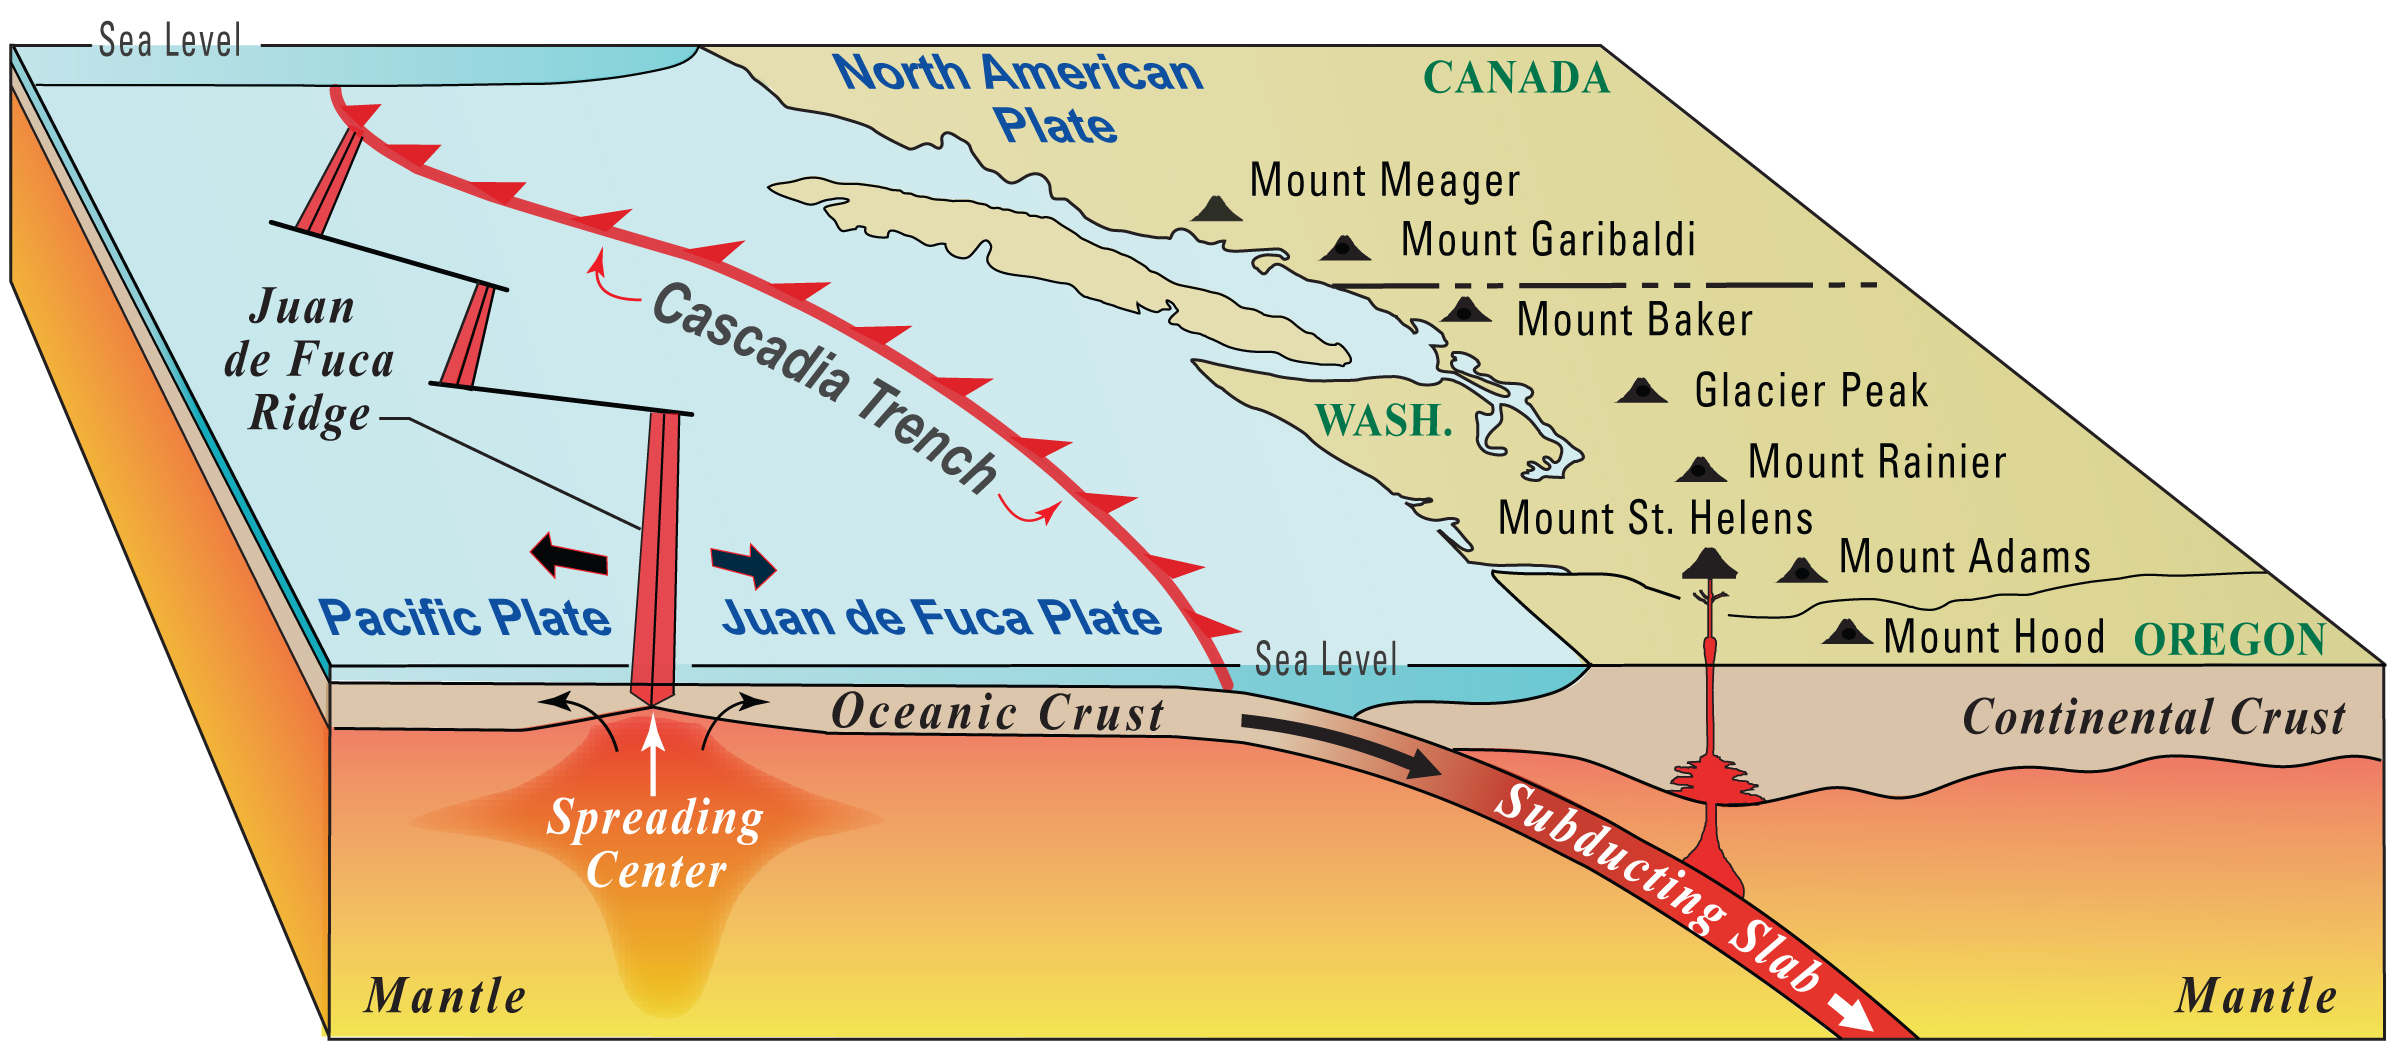 Sea Level
North American
Plate
CANADA
Mount Meager
Mount Garibaldi
Juan
de Fuca
Ridge
Cascadia Trench
Mount Baker
Glacier Peak
WASH.
Mount Rainier
Mount St. Helens
Mount Adams
Pacific Plate
Juan de Fuca Plate
Mount Hood
OREGON
Sea Level
Oceanic Crust
Continental Crust
Spreading
Center
Subducting Slab
Mantle
Mantle